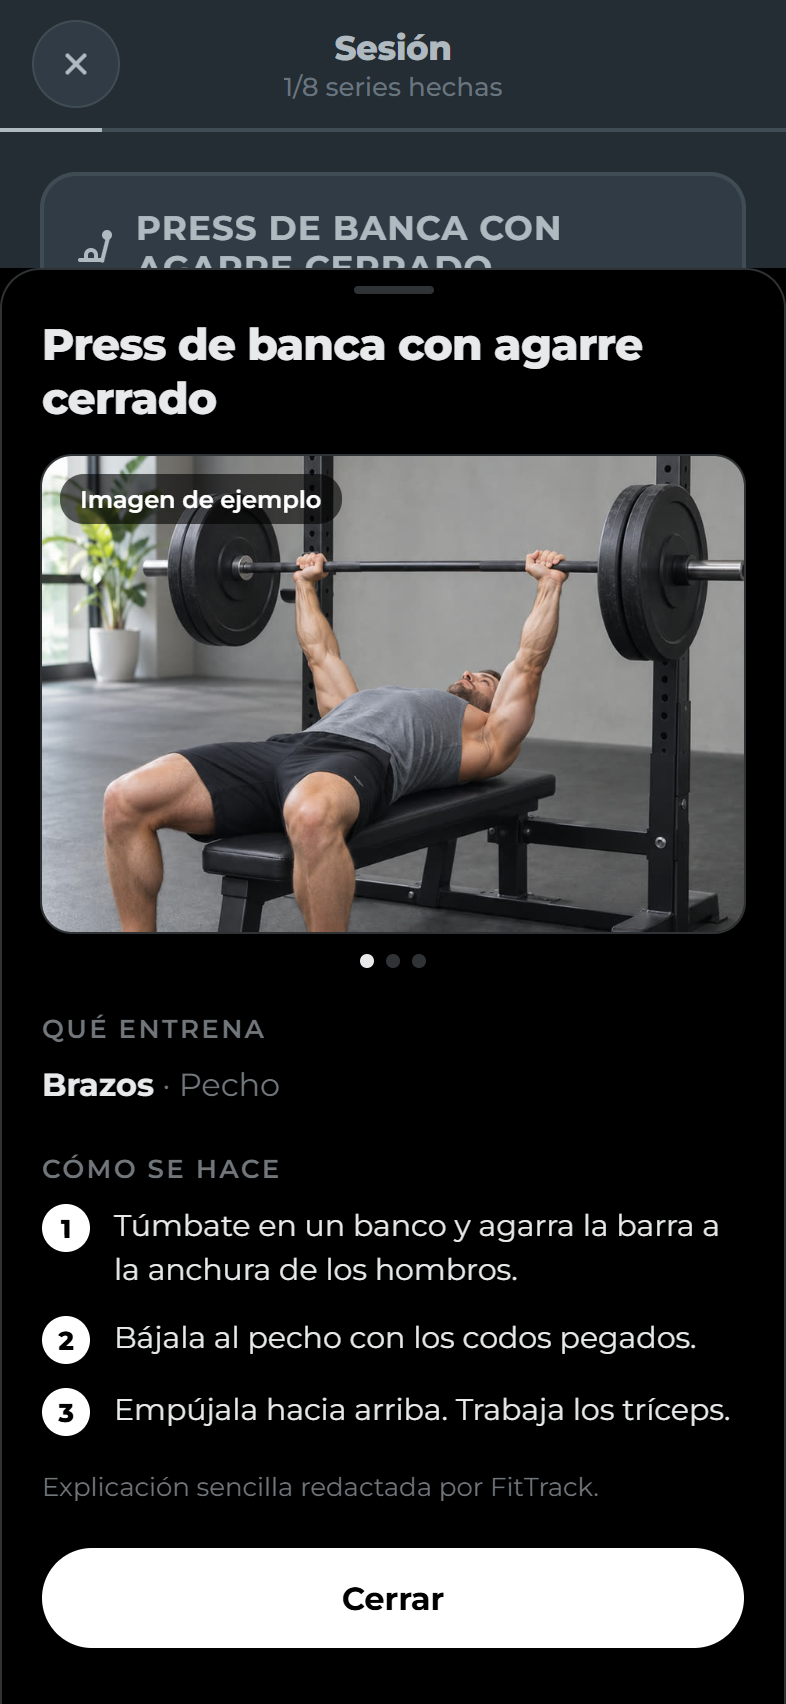 Sesión
1/8 series hechas
PRESS DE BANCA CON
AGARRE CERRADO
Press de banca con agarre
cerrado
Imagen de ejemplo
QUÉ ENTRENA
Brazos · Pecho
CÓMO SE HACE
1 Túmbate en un banco y agarra la barra a
la anchura de los hombros.
2 Bájala al pecho con los codos pegados.
3 Empújala hacia arriba. Trabaja los tríceps.
Explicación sencilla redactada por FitTrack.
Cerrar